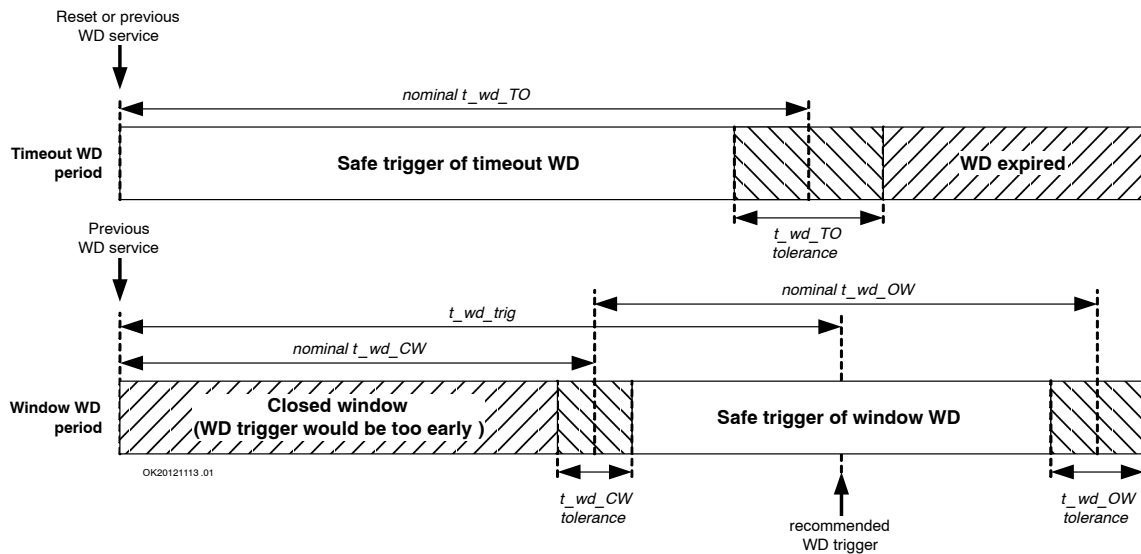 Reset or previous
WD service
nominal t_wd_TO
Timeout WD
period
Safe trigger of timeout WD
WD expired
t_wd_TO
tolerance
Previous
WD service
nominal t_wd_OW
t_wd_trig
nominal t_wd_CW
Window WD
period
Closed window
(WD trigger would be too early )
Safe trigger of window WD
OK20121113 .01
t_wd_CW
tolerance
recommended
WD trigger
t_wd_OW
tolerance